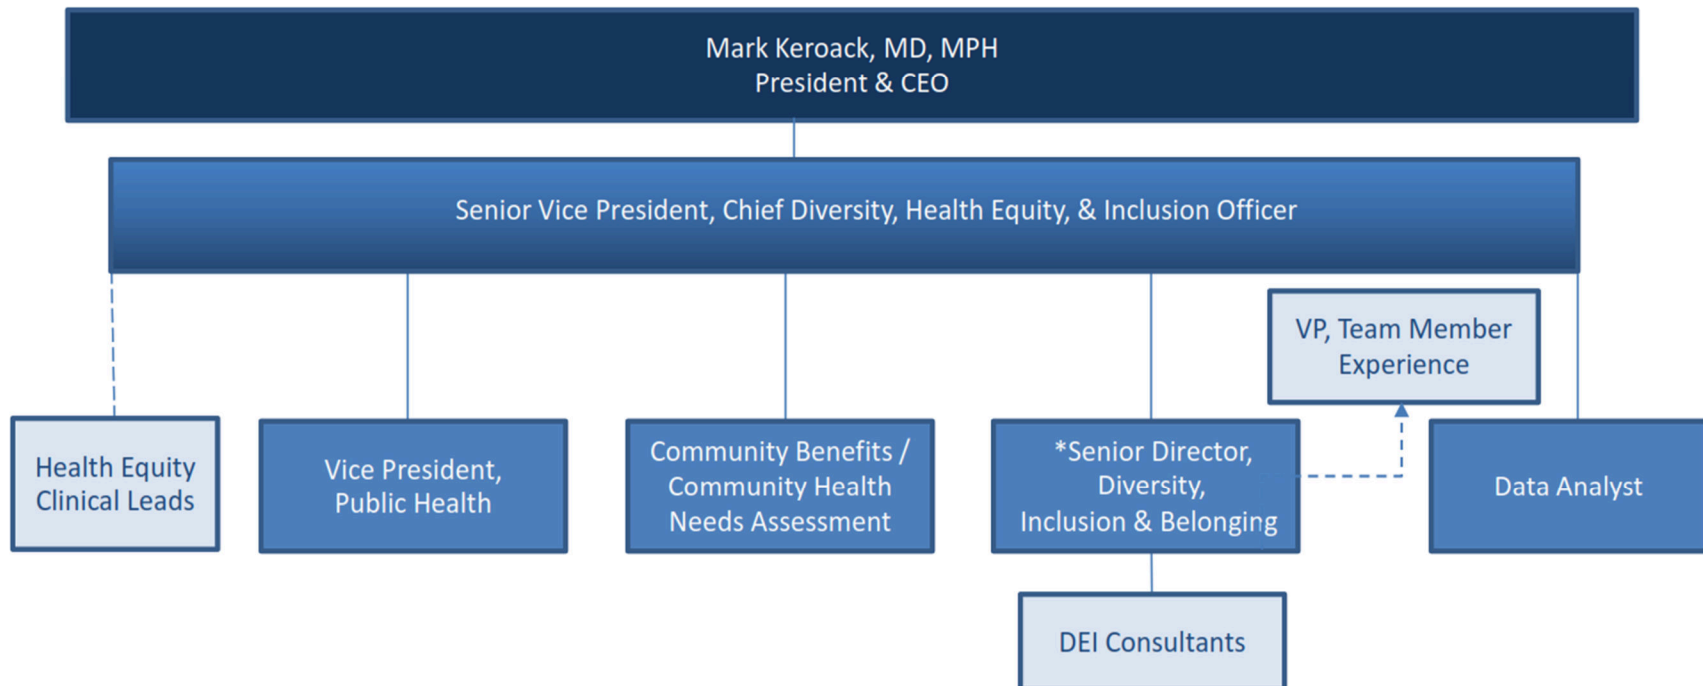 Mark Keroack, MD, MPH
President & CEO
Senior Vice President, Chief Diversity, Health Equity, & Inclusion Officer
VP, Team Member
Experience
Health Equity
Clinical Leads
Vice President,
Public Health
Community Benefits /
Community Health
Needs Assessment
*Senior Director,
Diversity,
Inclusion & Belonging
Data Analyst
DEI Consultants